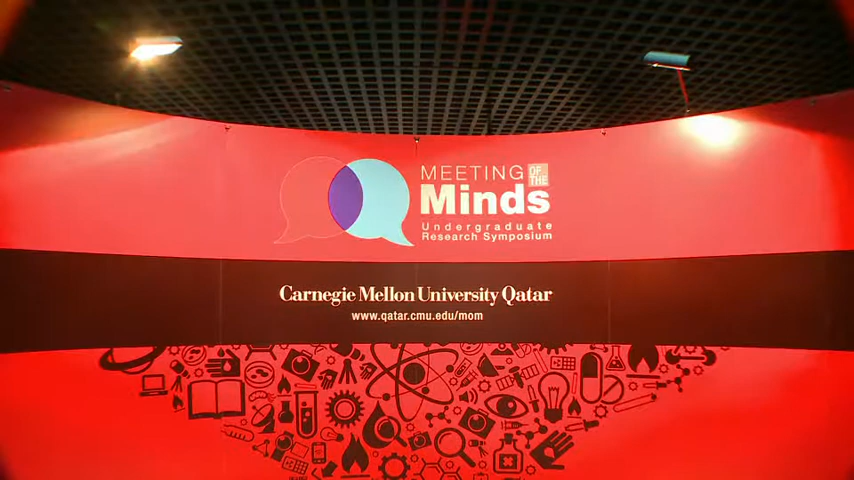 MEETING OF THE
Minds
Undergraduate
Research Symposium
Carnegie Mellon University Qatar
www.qatar.cmu.edu/mom